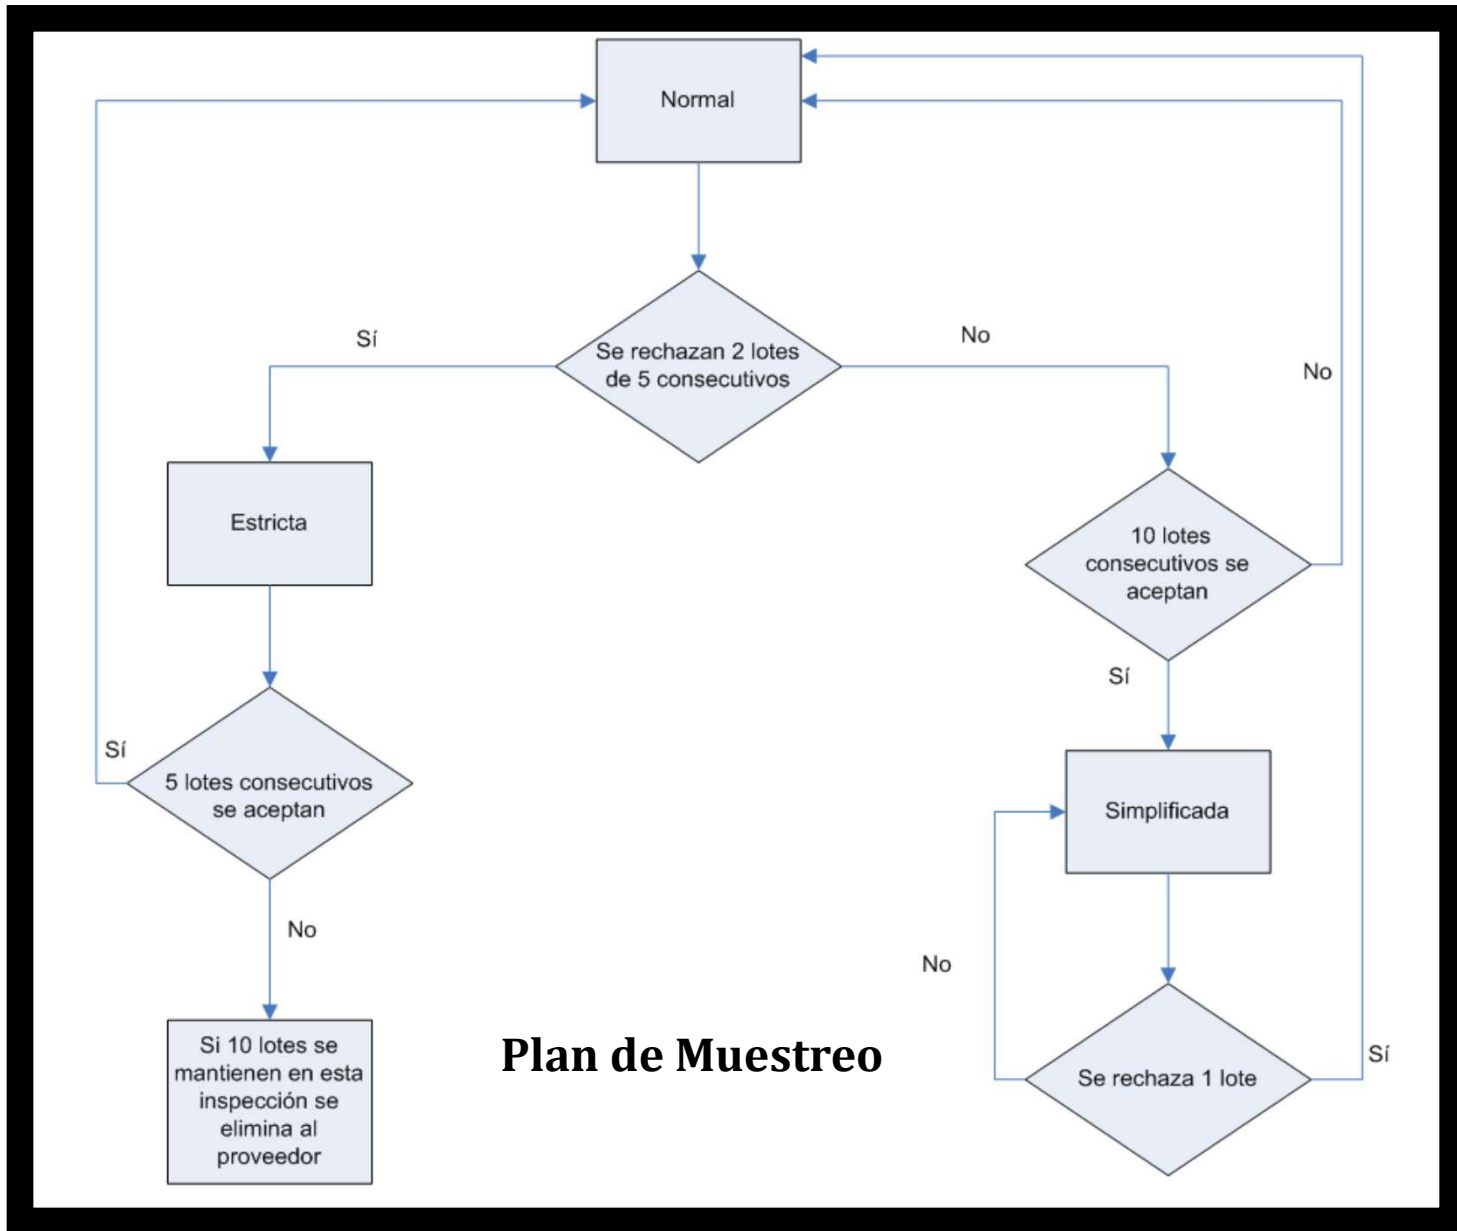 Normal
Sí
Se rechazan 2 lotes
de 5 consecutivos
No
No
Estricta
10 lotes
consecutivos se
aceptan
Sí
Sí
5 lotes consecutivos
se aceptan
Simplificada
No
No
Si 10 lotes se
mantienen en esta
inspección se
elimina al
proveedor
Plan de Muestreo
Se rechaza 1 lote
Sí